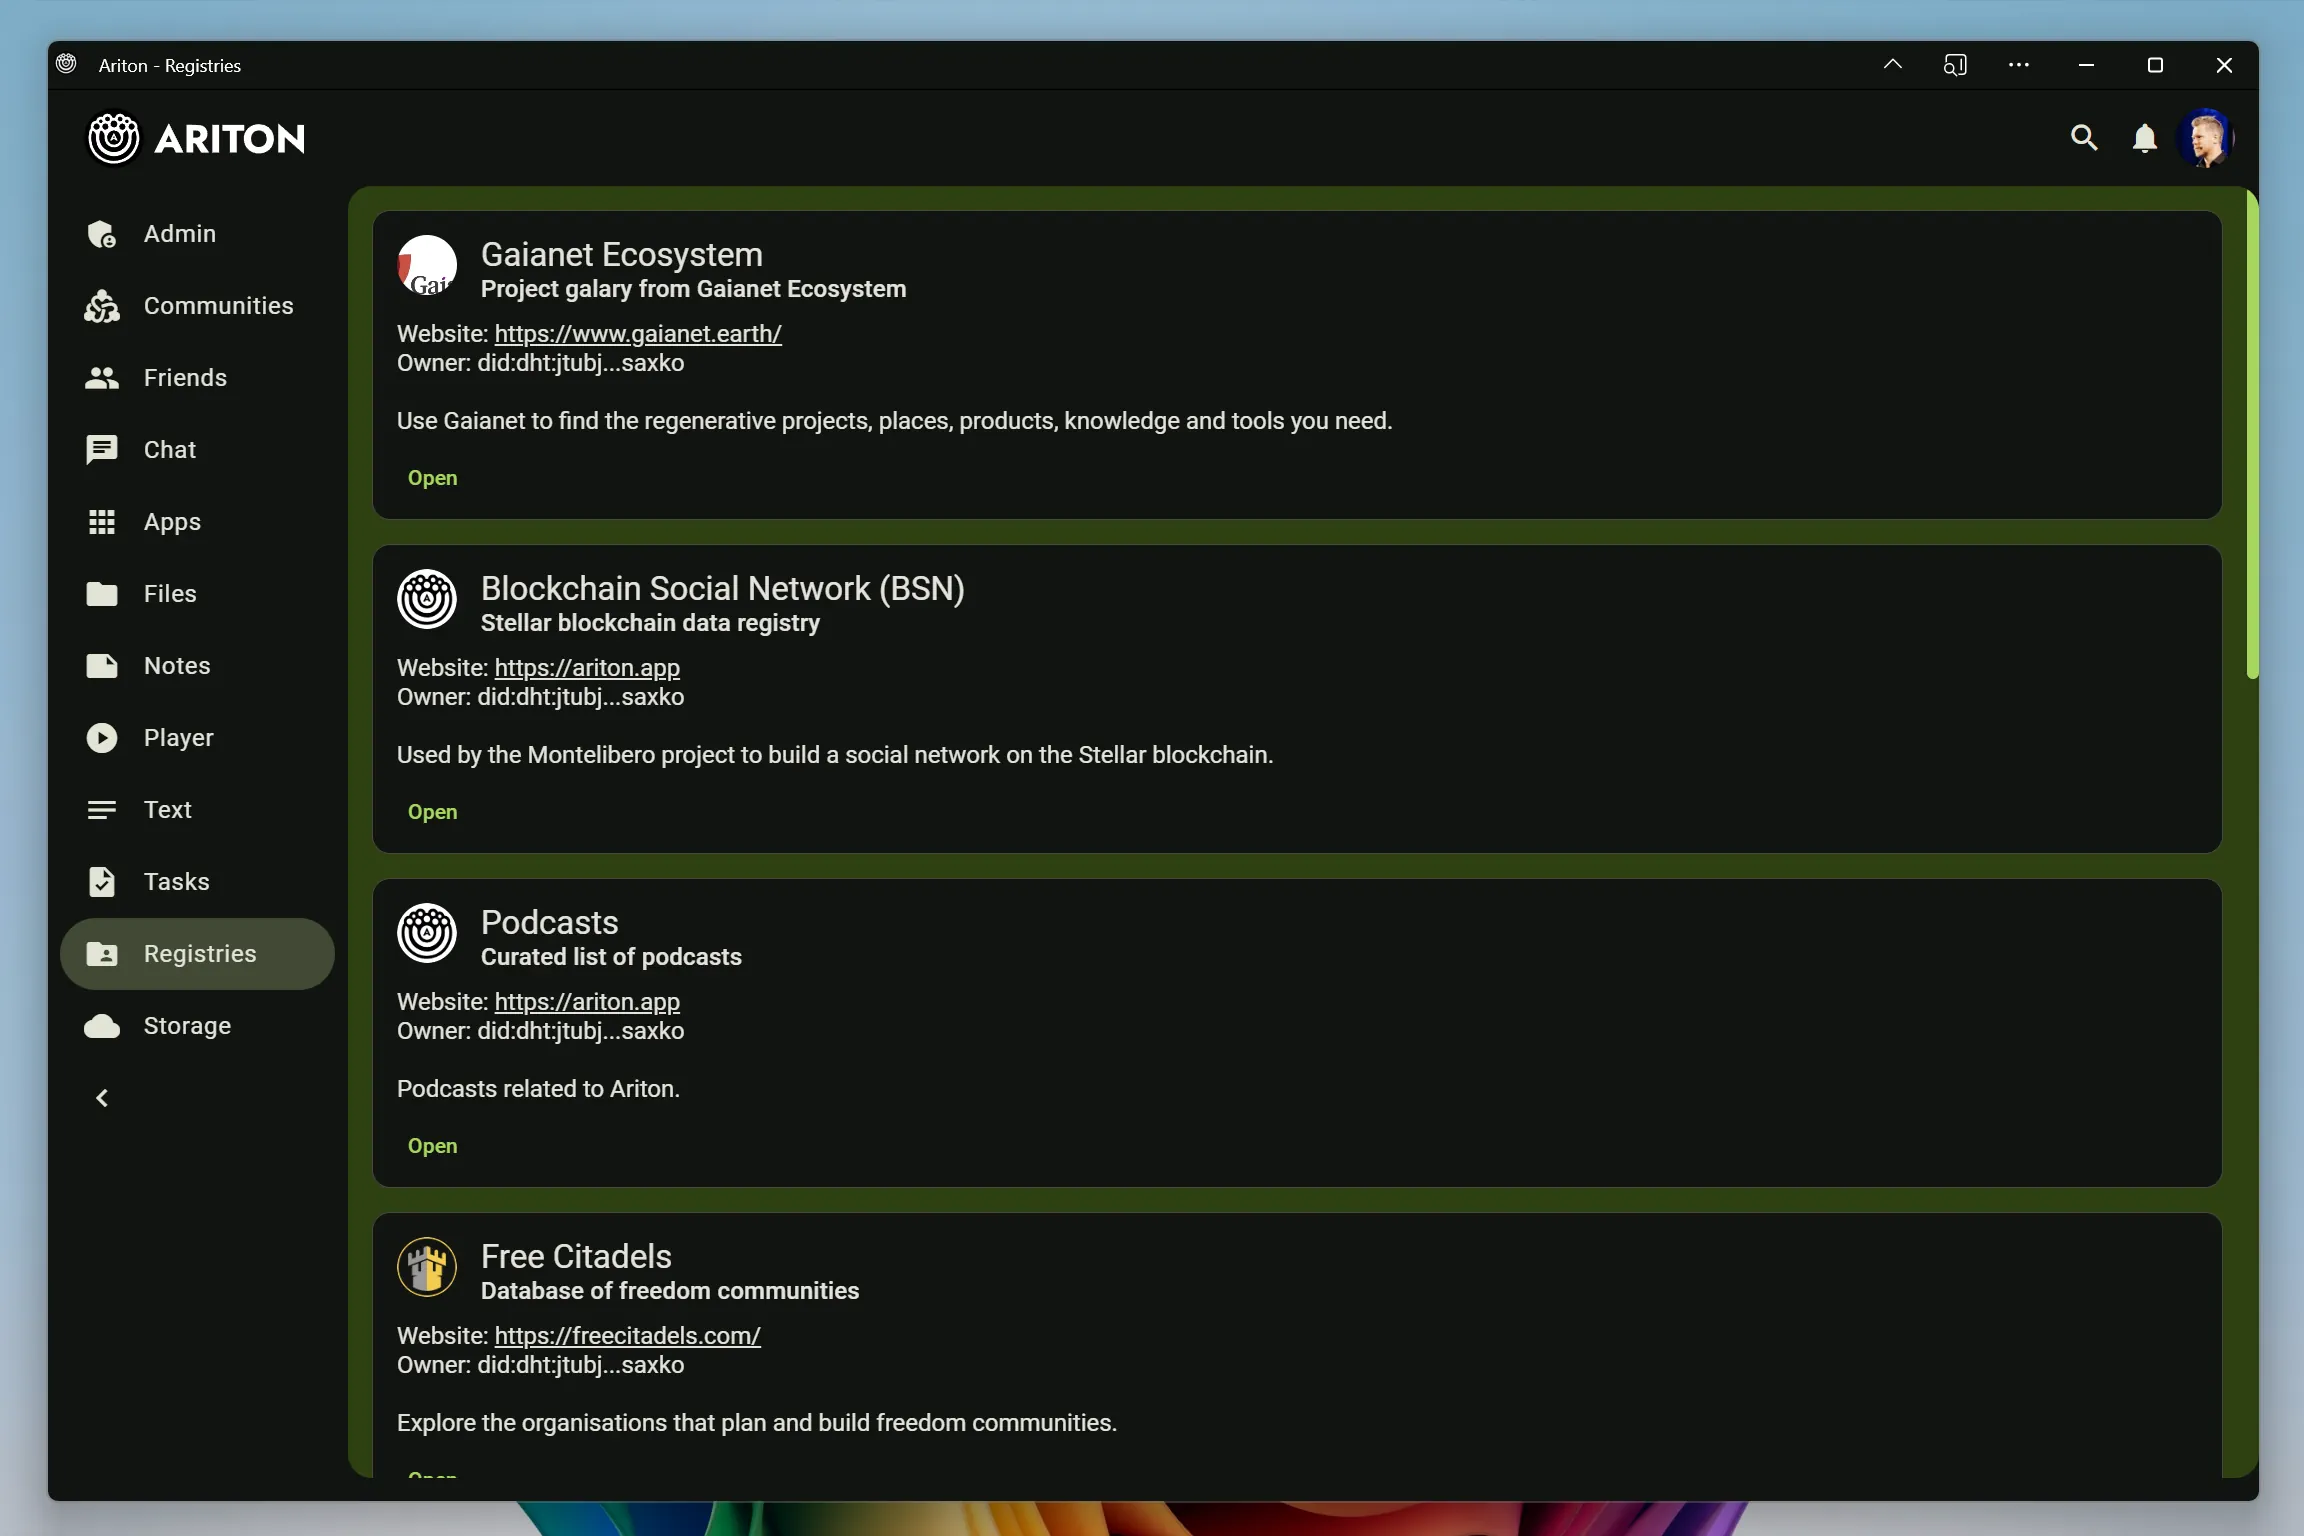 Ariton - Registries
ARITON
Admin
Communities
Friends
Chat
Apps
Files
Notes
Player
Text
Tasks
Registries
Storage
Gai
Gaianet Ecosystem
Project galary from Gaianet Ecosystem
Website: https://www.gaianet.earth/
Owner: did:dht:jtubj...saxko
Use Gaianet to find the regenerative projects, places, products, knowledge and tools you need.
Open
Blockchain Social Network (BSN)
Stellar blockchain data registry
Website: https://ariton.app
Owner: did:dht:jtubj...saxko
Used by the Montelibero project to build a social network on the Stellar blockchain.
Open
Podcasts
Curated list of podcasts
Website: https://ariton.app
Owner: did:dht:jtubj...saxko
Podcasts related to Ariton.
Open
Free Citadels
Database of freedom communities
Website: https://freecitadels.com/
Owner: did:dht:jtubj...saxko
Explore the organisations that plan and build freedom communities.
Open